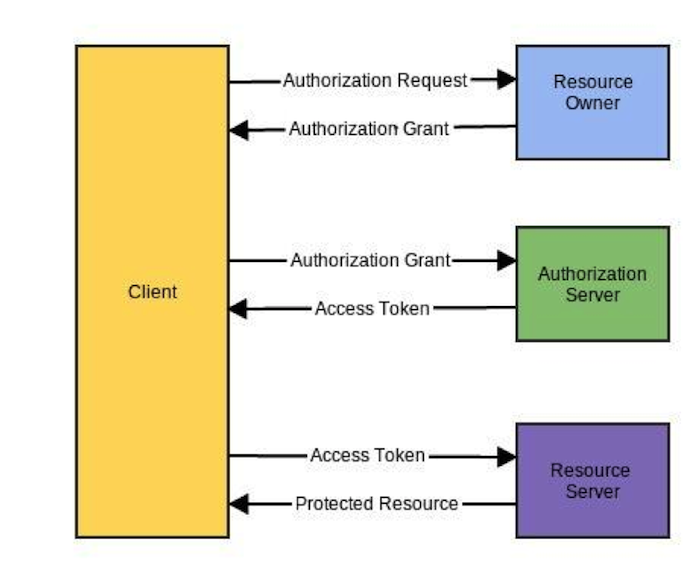 Authorization Request
Resource
Owner
Authorization Grant
Client
Authorization Grant
Authorization
Server
Access Token
Access Token
Resource
Server
Protected Resource